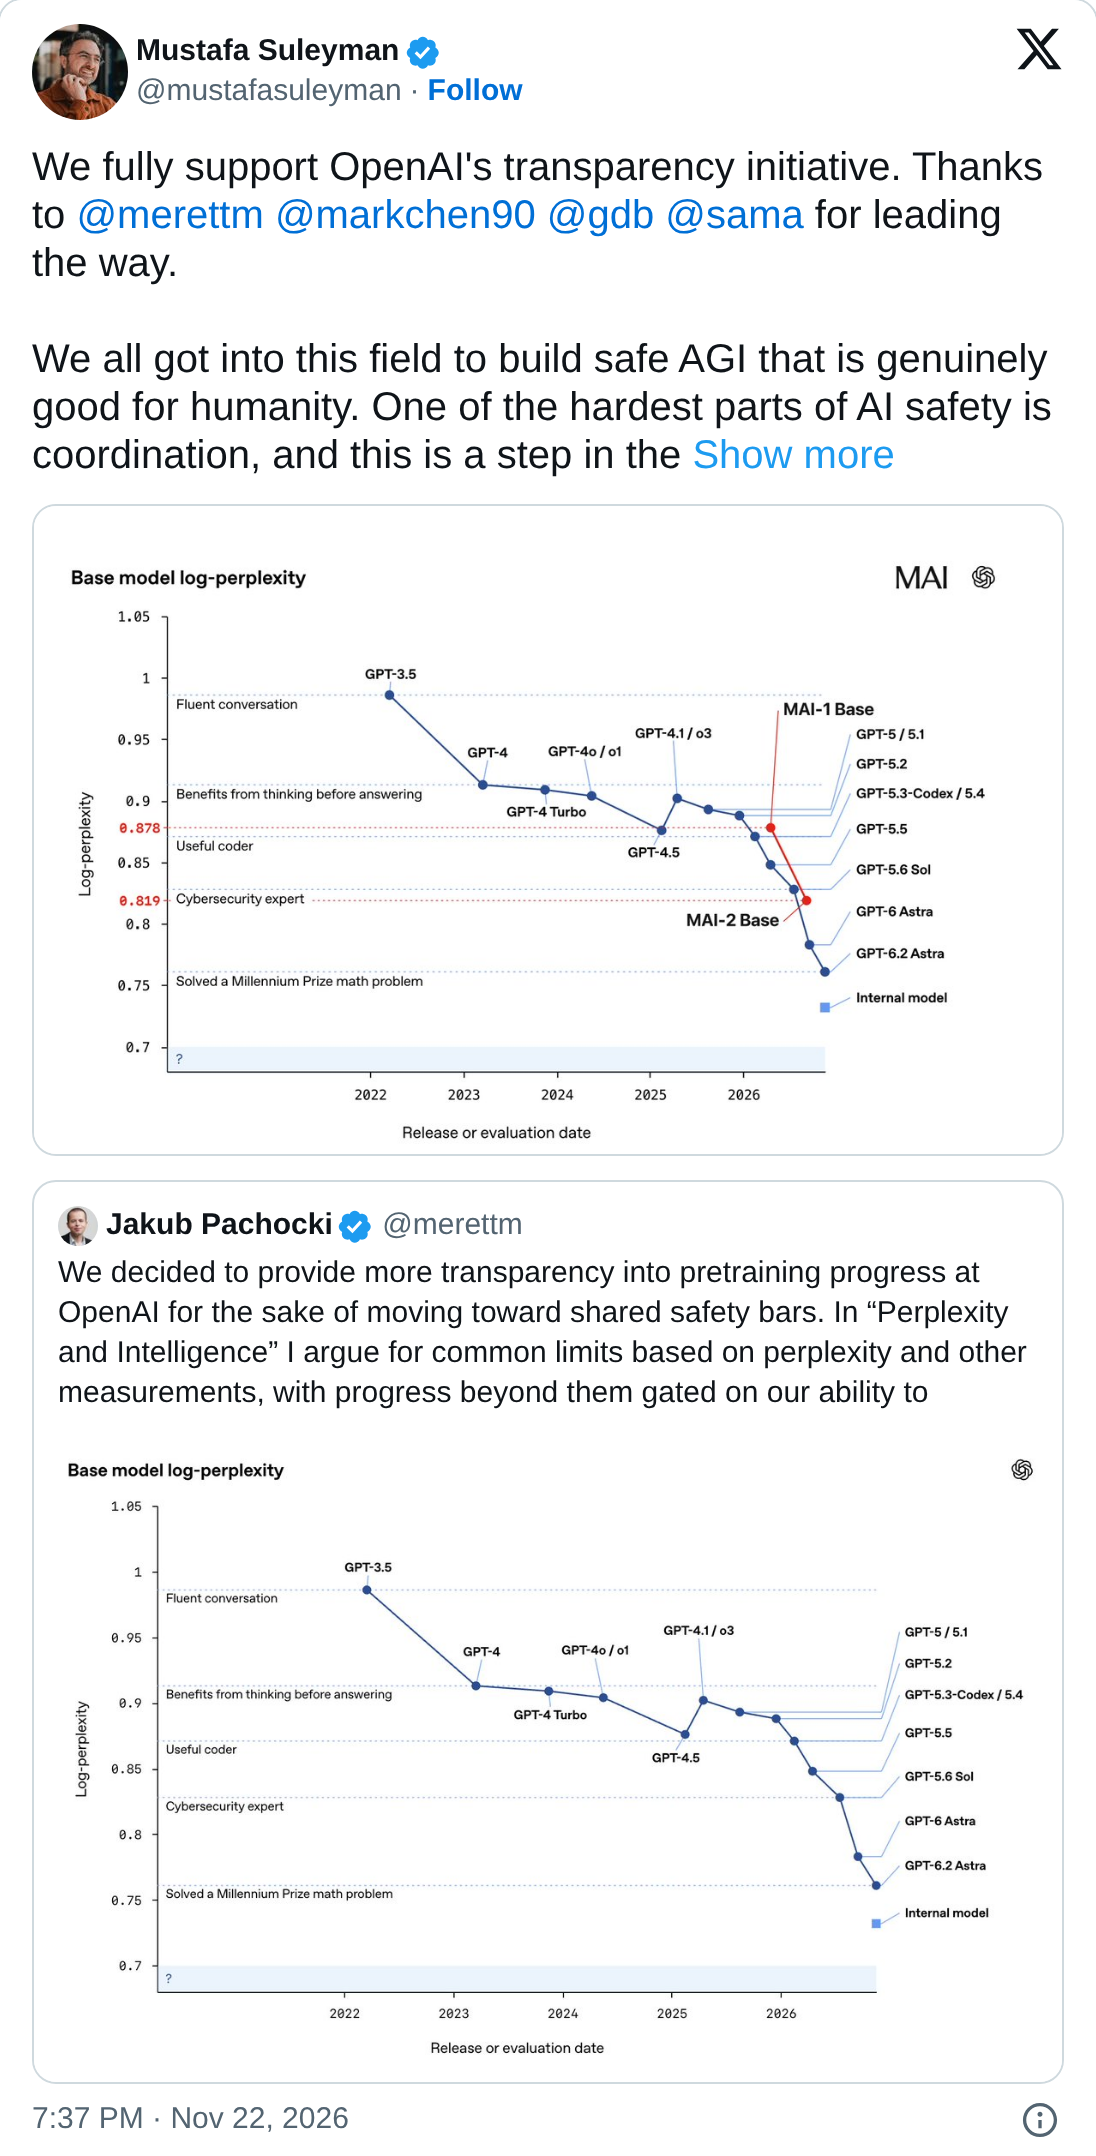 Mustafa Suleyman
@mustafasuleyman · Follow
We fully support OpenAI's transparency initiative. Thanks
to @merettm @markchen90 @gdb @sama for leading
the way.
We all got into this field to build safe AGI that is genuinely
good for humanity. One of the hardest parts of AI safety is
coordination, and this is a step in the Show more
Base model log-perplexity
MAI
1.05
1
0.95
0.9
0.878
0.85
0.819
0.8
0.75
0.7
Log-perplexity
Fluent conversation
Benefits from thinking before answering
Useful coder
Cybersecurity expert
Solved a Millennium Prize math problem
?
GPT-3.5
GPT-4
GPT-4 Turbo
GPT-4o / o1
GPT-4.5
GPT-4.1 / o3
MAI-1 Base
MAI-2 Base
GPT-5 / 5.1
GPT-5.2
GPT-5.3-Codex / 5.4
GPT-5.5
GPT-5.6 Sol
GPT-6 Astra
GPT-6.2 Astra
Internal model
2022 2023 2024 2025 2026
Release or evaluation date
Jakub Pachocki @merettm
We decided to provide more transparency into pretraining progress at
OpenAI for the sake of moving toward shared safety bars. In “Perplexity
and Intelligence” I argue for common limits based on perplexity and other
measurements, with progress beyond them gated on our ability to
Base model log-perplexity
1.05
1
0.95
0.9
0.85
0.8
0.75
0.7
Log-perplexity
Fluent conversation
Benefits from thinking before answering
Useful coder
Cybersecurity expert
Solved a Millennium Prize math problem
?
GPT-3.5
GPT-4
GPT-4 Turbo
GPT-4o / o1
GPT-4.5
GPT-4.1 / o3
GPT-5 / 5.1
GPT-5.2
GPT-5.3-Codex / 5.4
GPT-5.5
GPT-5.6 Sol
GPT-6 Astra
GPT-6.2 Astra
Internal model
2022 2023 2024 2025 2026
Release or evaluation date
7:37 PM · Nov 22, 2026